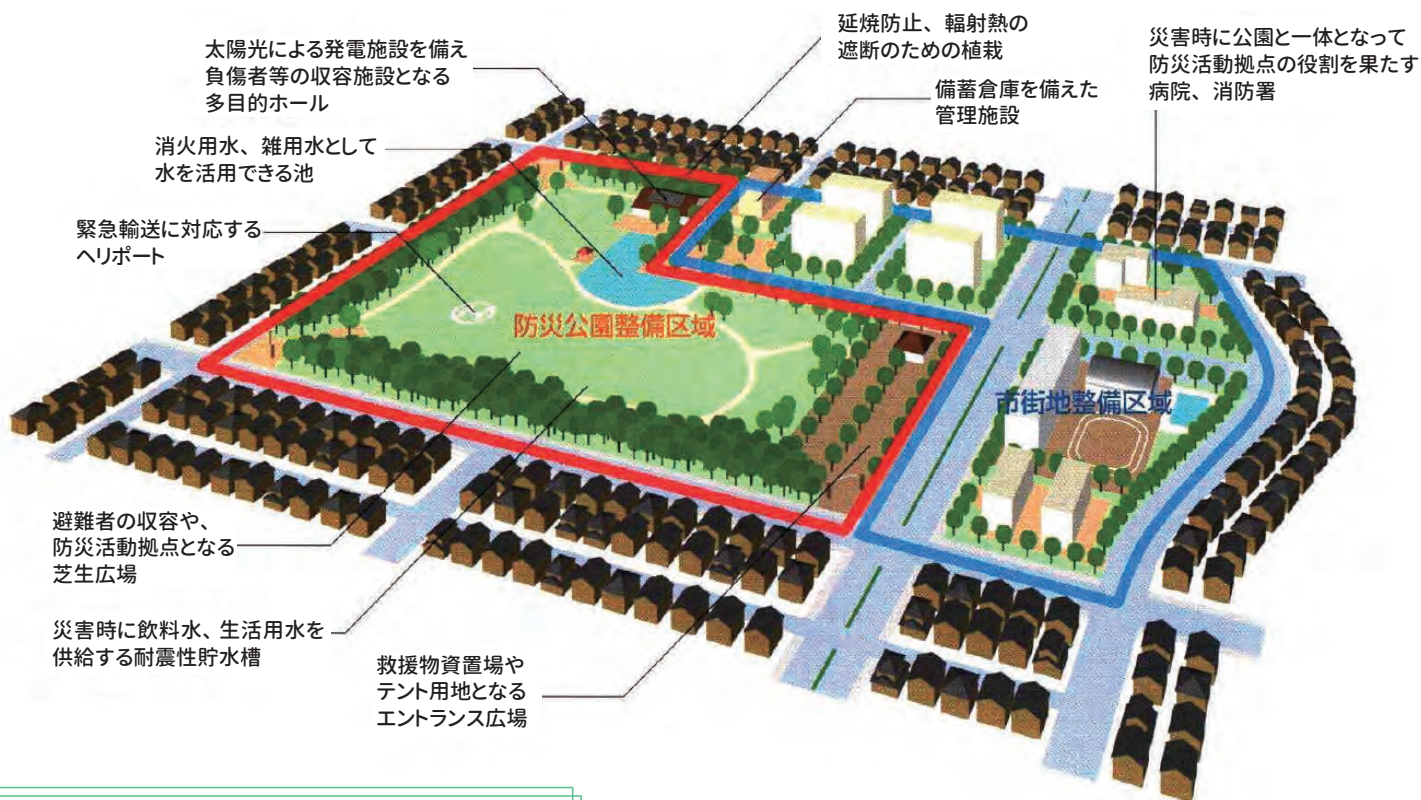 延焼防止、輻射熱の
遮断のための植栽
太陽光による発電施設を備え
負傷者等の収容施設となる
多目的ホール
災害時に公園と一体となって
防災活動拠点の役割を果たす
病院、消防署
備蓄倉庫を備えた
管理施設
消火用水、雑用水として
水を活用できる池
緊急輸送に対応する
ヘリポート
防災公園整備区域
市街地整備区域
避難者の収容や、
防災活動拠点となる
芝生広場
災害時に飲料水、生活用水を
供給する耐震性貯水槽
救援物資置場や
テント用地となる
エントランス広場